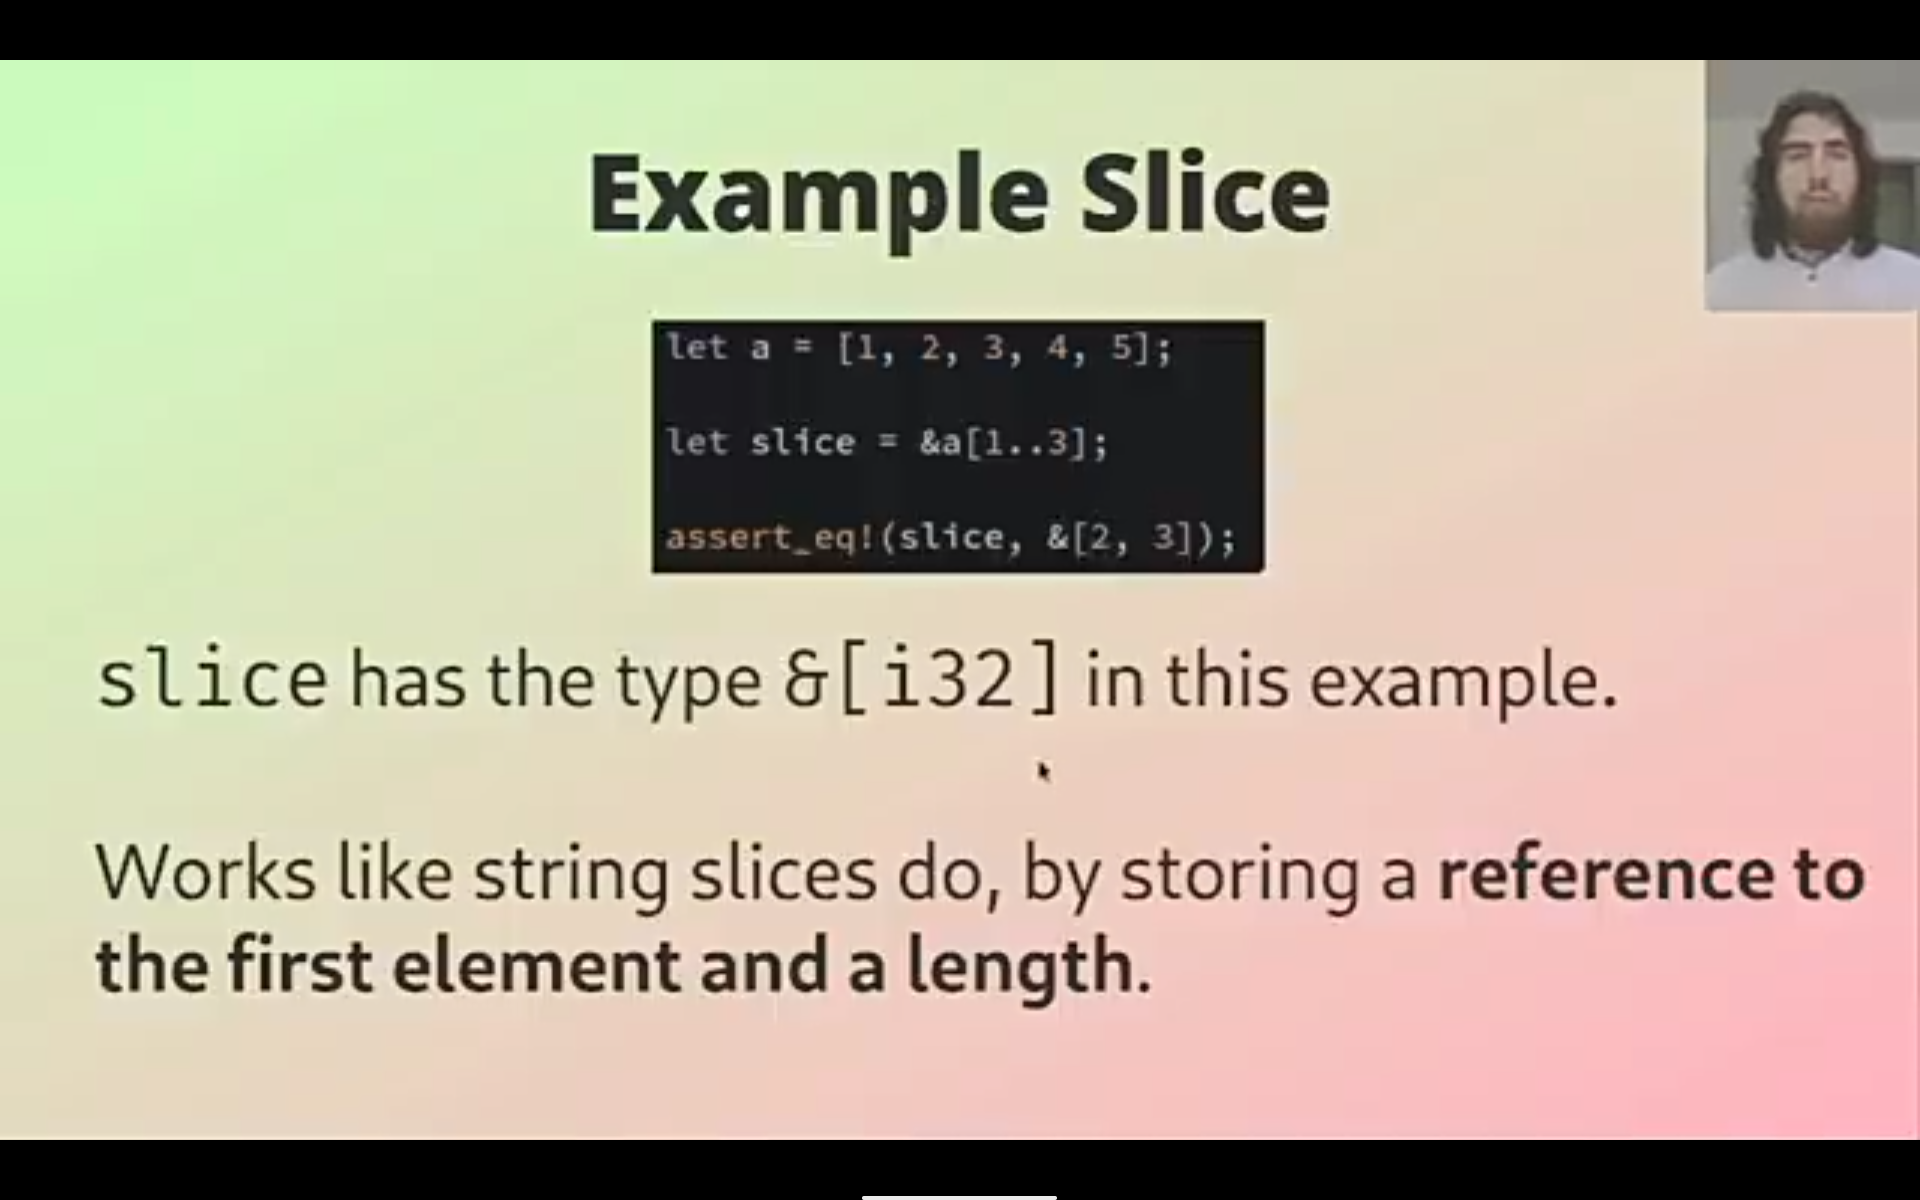 Example Slice
let a = [1, 2, 3, 4, 5];
let slice = &a[1..3];
assert_eq!(slice, &[2, 3]);
slice has the type &[i32] in this example.
Works like string slices do, by storing a reference to
the first element and a length.